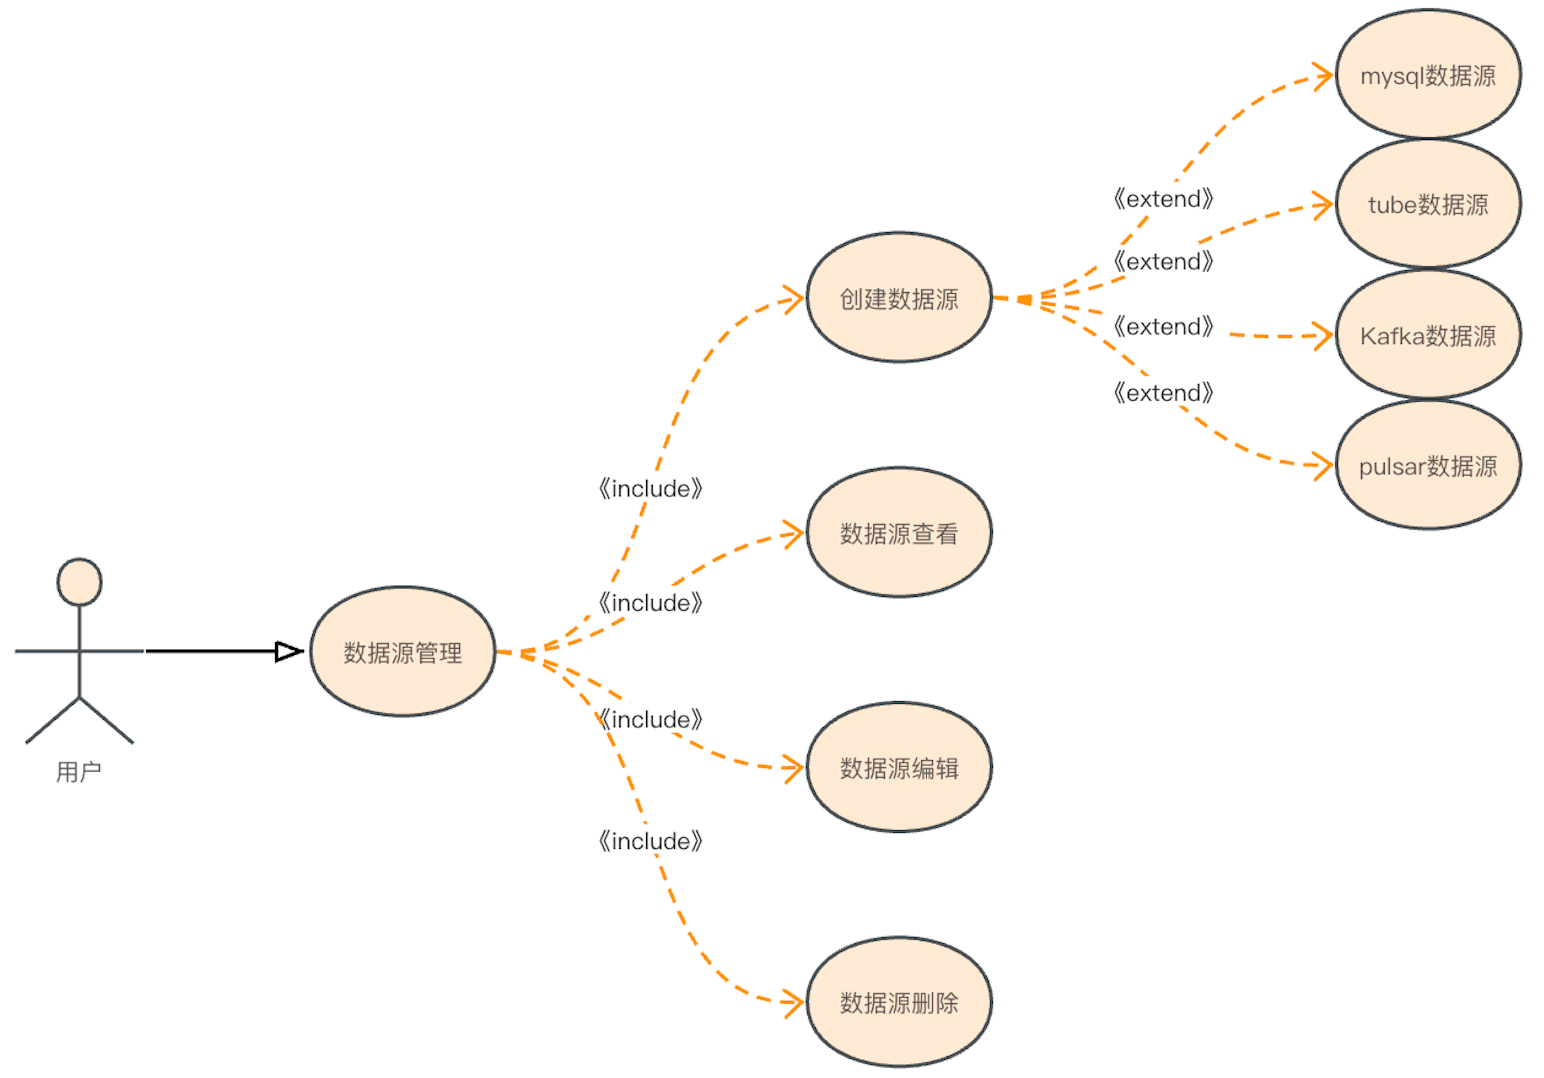 mysql数据源
《extend》
tube数据源
《extend》
创建数据源
《extend》
Kafka数据源
《extend》
pulsar数据源
《include》
数据源查看
《include》
数据源管理
《include》
用户
数据源编辑
《include》
数据源删除